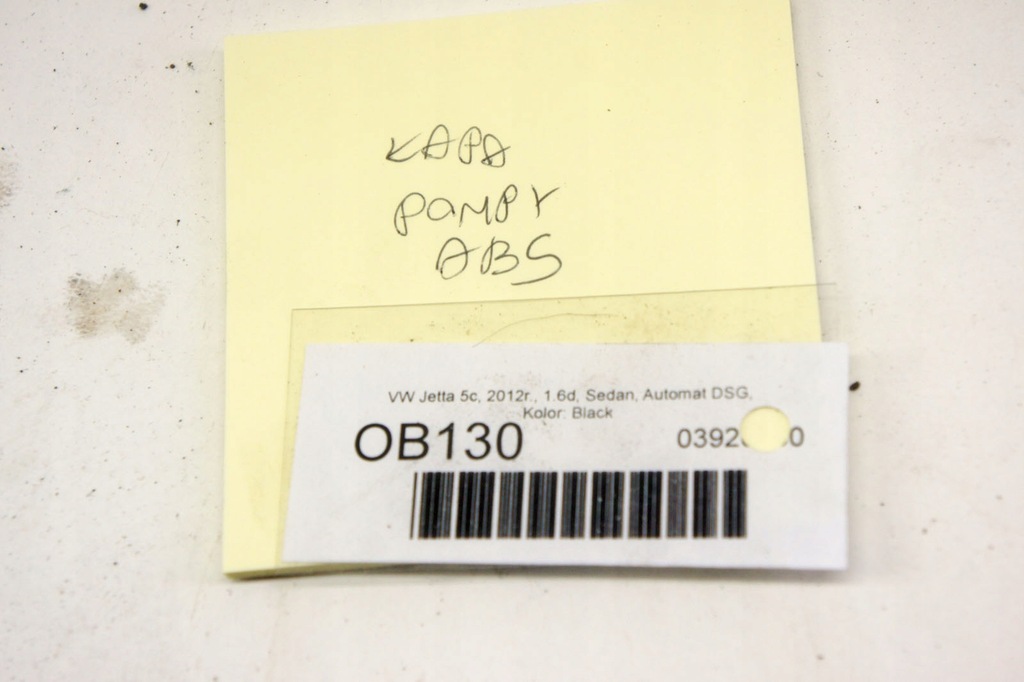 KAPA
POMPY
ABS
VW Jetta 5c, 2012r., 1.6d, Sedan, Automat DSG,
Kolor: Black
OB130